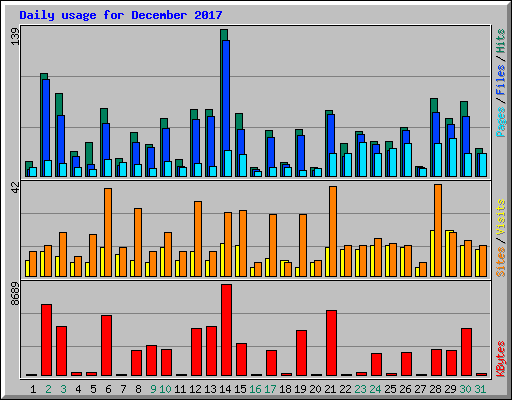 Daily usage for December 2017
139
Pages / Files / Hits
42
Sites / Visits
8689
KBytes
1 2 3 4 5 6 7 8 9 10 11 12 13 14 15 16 17 18 19 20 21 22 23 24 25 26 27 28 29 30 31